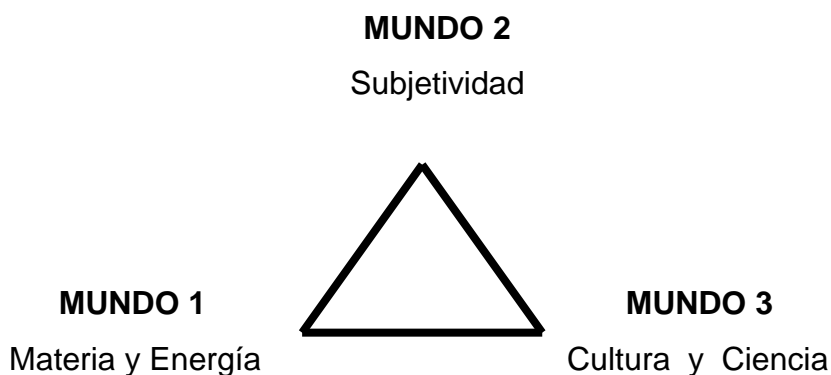 MUNDO 2
Subjetividad
MUNDO 1
Materia y Energía
MUNDO 3
Cultura y Ciencia